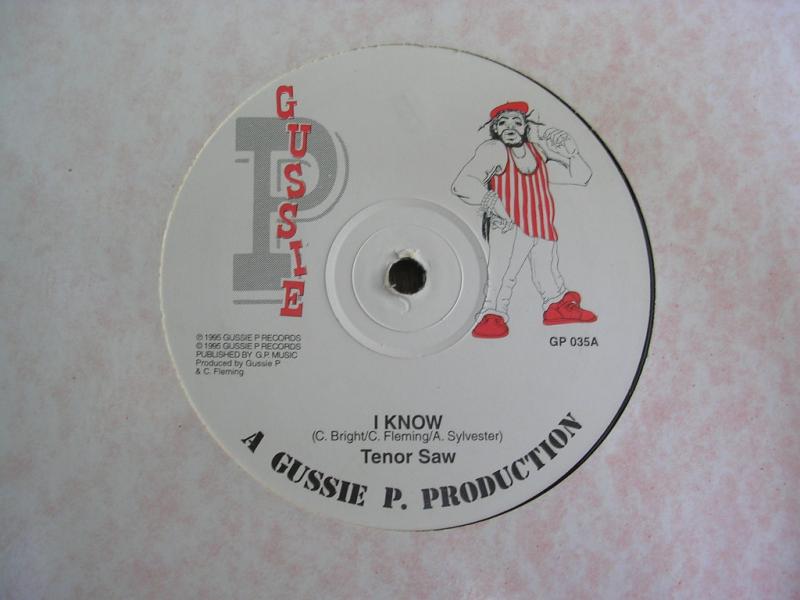 GUSSIE
P
℗ 1995 GUSSIE P RECORDS
© 1995 GUSSIE P RECORDS
PUBLISHED BY G.P. MUSIC
Produced by Gussie P
& C. Fleming
GP 035A
I KNOW
(C. Bright/C. Fleming/A. Sylvester)
Tenor Saw
A GUSSIE P. PRODUCTION